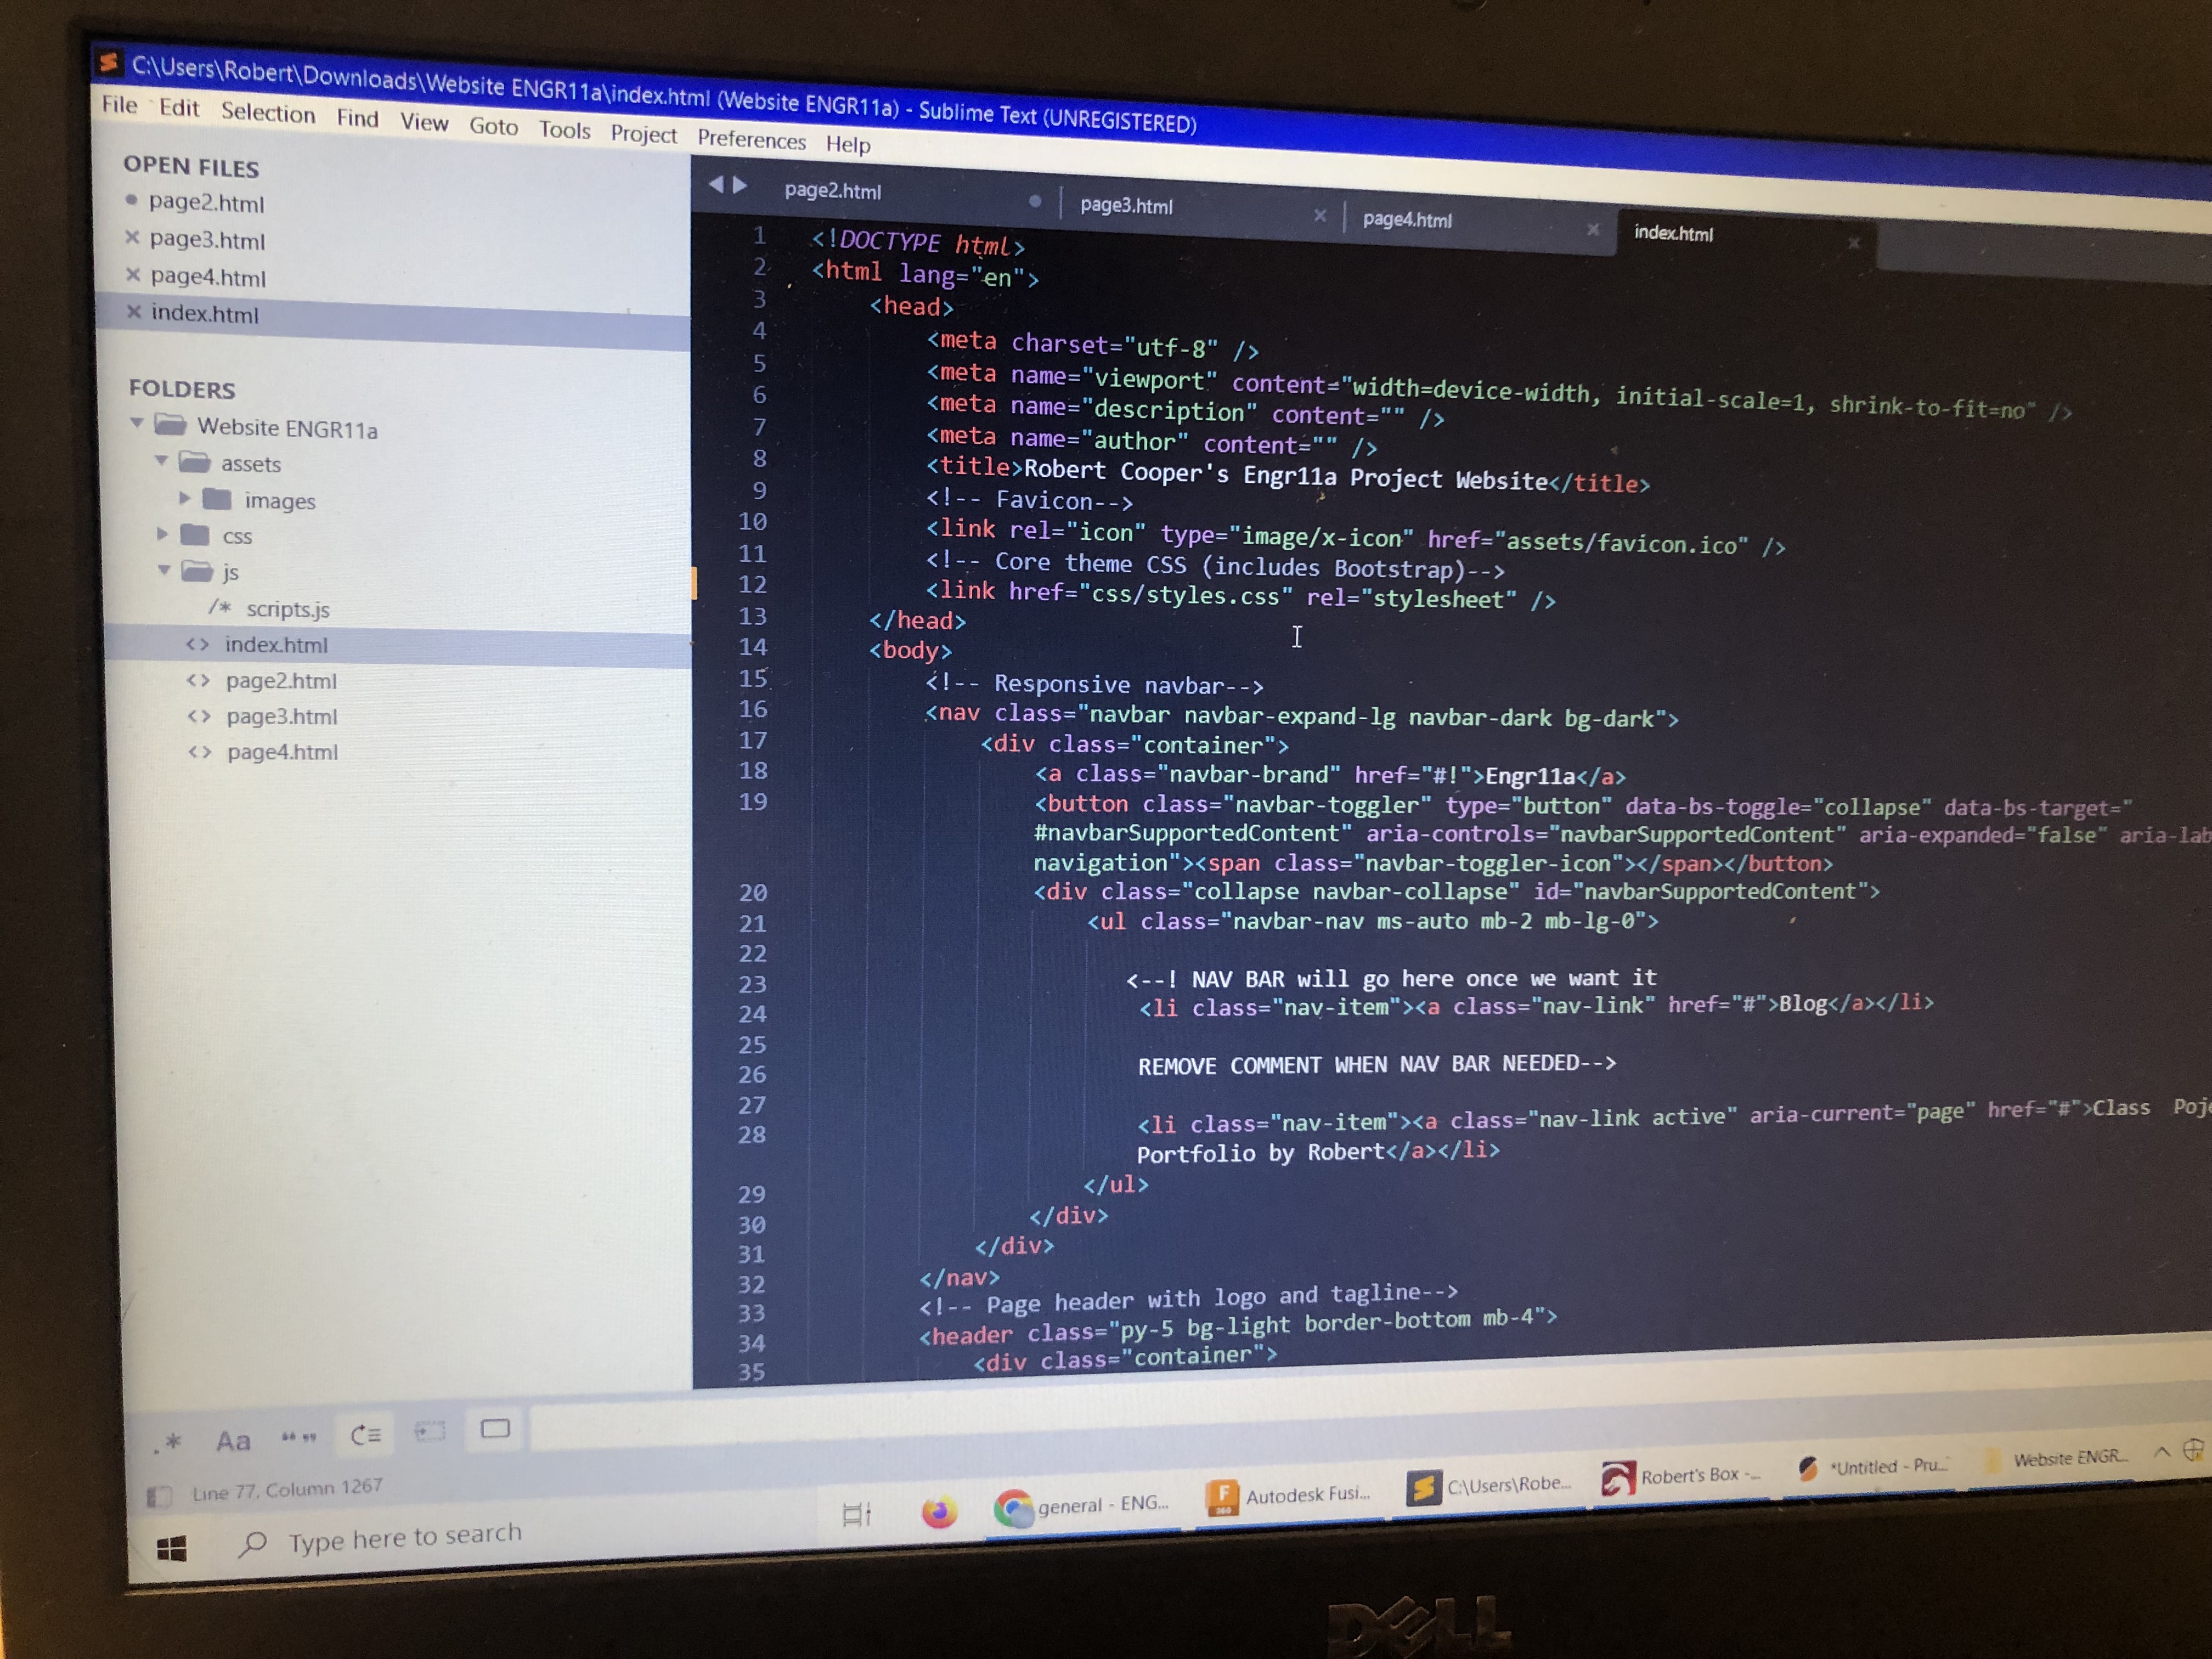 C:\Users\Robert\Downloads\Website ENGR11a\index.html (Website ENGR11a) - Sublime Text (UNREGISTERED)
File Edit Selection Find View Goto Tools Project Preferences Help
OPEN FILES
page2.html
page3.html
page4.html
index.html
FOLDERS
Website ENGR11a
assets
images
css
js
/* scripts.js
<> index.html
<> page2.html
<> page3.html
<> page4.html
page2.html page3.html page4.html index.html
1 <!DOCTYPE html>
2 <html lang="en">
3 <head>
4 <meta charset="utf-8" />
5 <meta name="viewport" content="width=device-width, initial-scale=1, shrink-to-fit=no" />
6 <meta name="description" content="" />
7 <meta name="author" content="" />
8 <title>Robert Cooper's Engr11a Project Website</title>
9 <!-- Favicon-->
10 <link rel="icon" type="image/x-icon" href="assets/favicon.ico" />
11 <!-- Core theme CSS (includes Bootstrap)-->
12 <link href="css/styles.css" rel="stylesheet" />
13 </head>
14 <body>
15 <!-- Responsive navbar-->
16 <nav class="navbar navbar-expand-lg navbar-dark bg-dark">
17 <div class="container">
18 <a class="navbar-brand" href="#!">Engr11a</a>
19 <button class="navbar-toggler" type="button" data-bs-toggle="collapse" data-bs-target="
#navbarSupportedContent" aria-controls="navbarSupportedContent" aria-expanded="false" aria-lab
navigation"><span class="navbar-toggler-icon"></span></button>
20 <div class="collapse navbar-collapse" id="navbarSupportedContent">
21 <ul class="navbar-nav ms-auto mb-2 mb-lg-0">
22
23 <--! NAV BAR will go here once we want it
24 <li class="nav-item"><a class="nav-link" href="#">Blog</a></li>
25
26 REMOVE COMMENT WHEN NAV BAR NEEDED-->
27
28 <li class="nav-item"><a class="nav-link active" aria-current="page" href="#">Class Poj
Portfolio by Robert</a></li>
29 </ul>
30 </div>
31 </div>
32 </nav>
33 <!-- Page header with logo and tagline-->
34 <header class="py-5 bg-light border-bottom mb-4">
35 <div class="container">
.* Aa “”
Line 77, Column 1267
Type here to search
general - ENG...
Autodesk Fusi...
C:\Users\Robe...
Robert's Box -...
*Untitled - Pru...
Website ENGR...
DELL